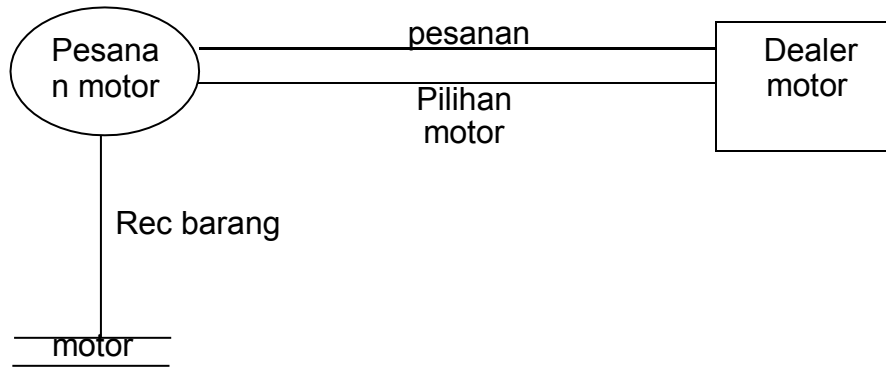 Pesana
n motor
pesanan
Pilihan
motor
Dealer
motor
Rec barang
motor